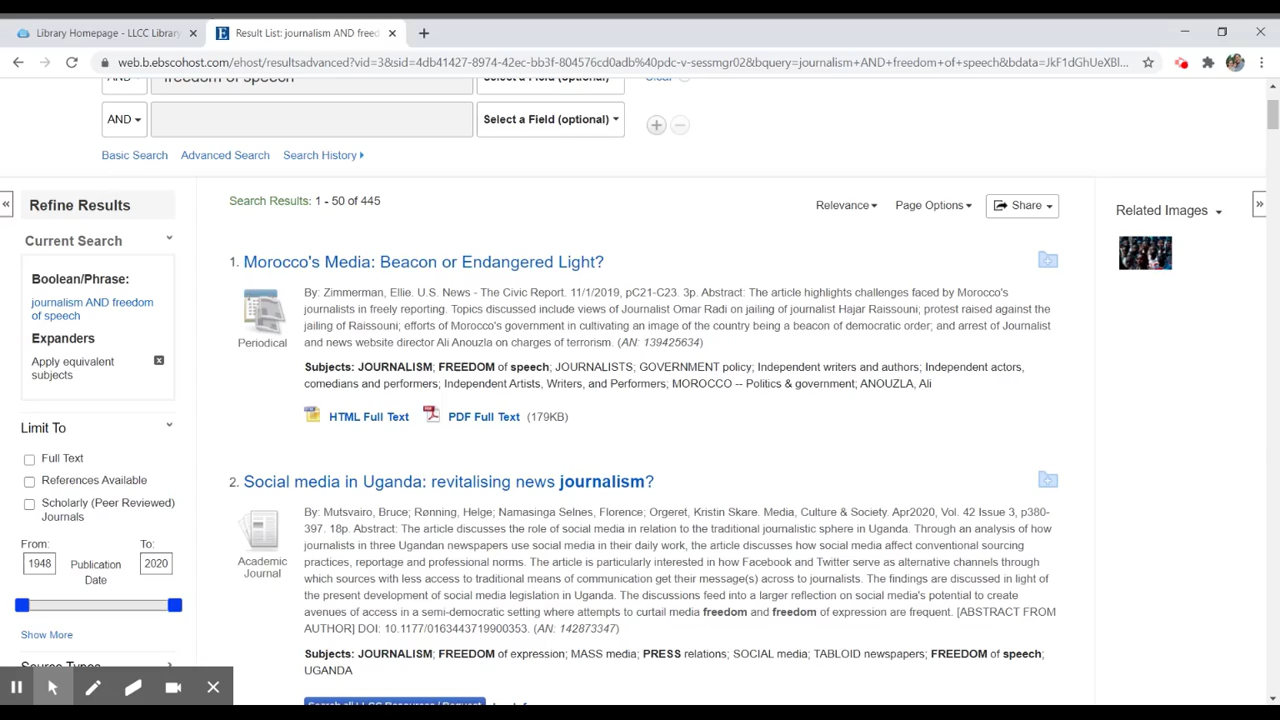 Library Homepage - LLCC Library
Result List: journalism AND freed
web.b.ebscohost.com/ehost/resultsadvanced?vid=3&sid=4db41427-8974-42ec-bb3f-804576cd0adb%40pdc-v-sessmgr02&bquery=journalism+AND+freedom+of+speech&bdata=JkF1dGhUeXBl...
AND freedom of speech Select a Field (optional) Clear
AND Select a Field (optional)
Basic Search Advanced Search Search History
Refine Results
Current Search
Boolean/Phrase:
journalism AND freedom
of speech
Expanders
Apply equivalent
subjects
Limit To
Full Text
References Available
Scholarly (Peer Reviewed)
Journals
From: To:
1948 Publication 2020
Date
Show More
Source Types
Search Results: 1 - 50 of 445
Relevance Page Options Share
1. Morocco's Media: Beacon or Endangered Light?
Periodical
By: Zimmerman, Ellie. U.S. News - The Civic Report. 11/1/2019, pC21-C23. 3p. Abstract: The article highlights challenges faced by Morocco's
journalists in freely reporting. Topics discussed include views of Journalist Omar Radi on jailing of journalist Hajar Raissouni; protest raised against the
jailing of Raissouni; efforts of Morocco's government in cultivating an image of the country being a beacon of democratic order; and arrest of Journalist
and news website director Ali Anouzla on charges of terrorism. (AN: 139425634)
Subjects: JOURNALISM; FREEDOM of speech; JOURNALISTS; GOVERNMENT policy; Independent writers and authors; Independent actors,
comedians and performers; Independent Artists, Writers, and Performers; MOROCCO -- Politics & government; ANOUZLA, Ali
HTML Full Text PDF Full Text (179KB)
2. Social media in Uganda: revitalising news journalism?
Academic
Journal
By: Mutsvairo, Bruce; Rønning, Helge; Namasinga Selnes, Florence; Orgeret, Kristin Skare. Media, Culture & Society. Apr2020, Vol. 42 Issue 3, p380-
397. 18p. Abstract: The article discusses the role of social media in relation to the traditional journalistic sphere in Uganda. Through an analysis of how
journalists in three Ugandan newspapers use social media in their daily work, the article discusses how social media affect conventional sourcing
practices, reportage and professional norms. The article is particularly interested in how Facebook and Twitter serve as alternative channels through
which sources with less access to traditional means of communication get their message(s) across to journalists. The findings are discussed in light of
the present development of social media legislation in Uganda. The discussions feed into a larger reflection on social media's potential to create
avenues of access in a semi-democratic setting where attempts to curtail media freedom and freedom of expression are frequent. [ABSTRACT FROM
AUTHOR] DOI: 10.1177/0163443719900353. (AN: 142873347)
Subjects: JOURNALISM; FREEDOM of expression; MASS media; PRESS relations; SOCIAL media; TABLOID newspapers; FREEDOM of speech;
UGANDA
Search all LLCC Resources / Request
Related Images